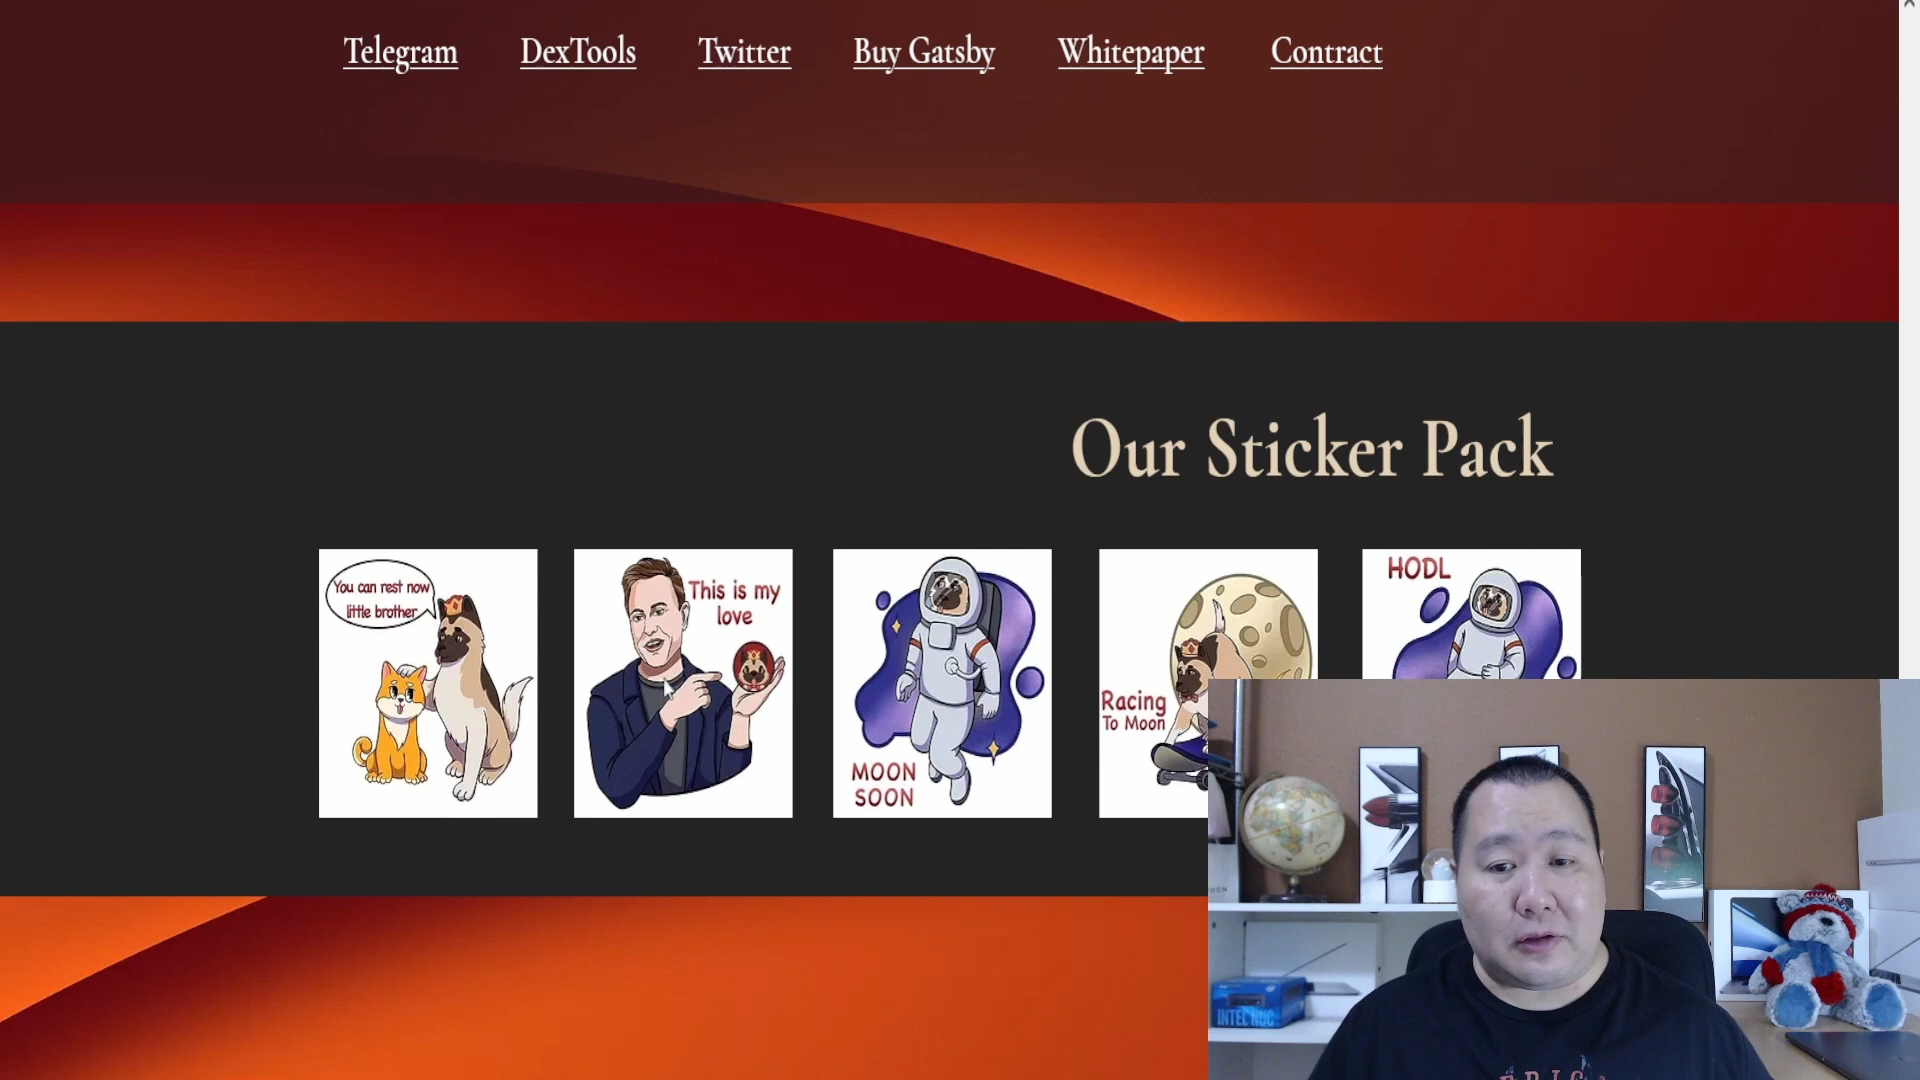 Telegram
DexTools
Twitter
Buy Gatsby
Whitepaper
Contract
Our Sticker Pack
You can rest now
little brother
This is my
love
MOON
SOON
Racing
To Moon
HODL
INTEL NUC